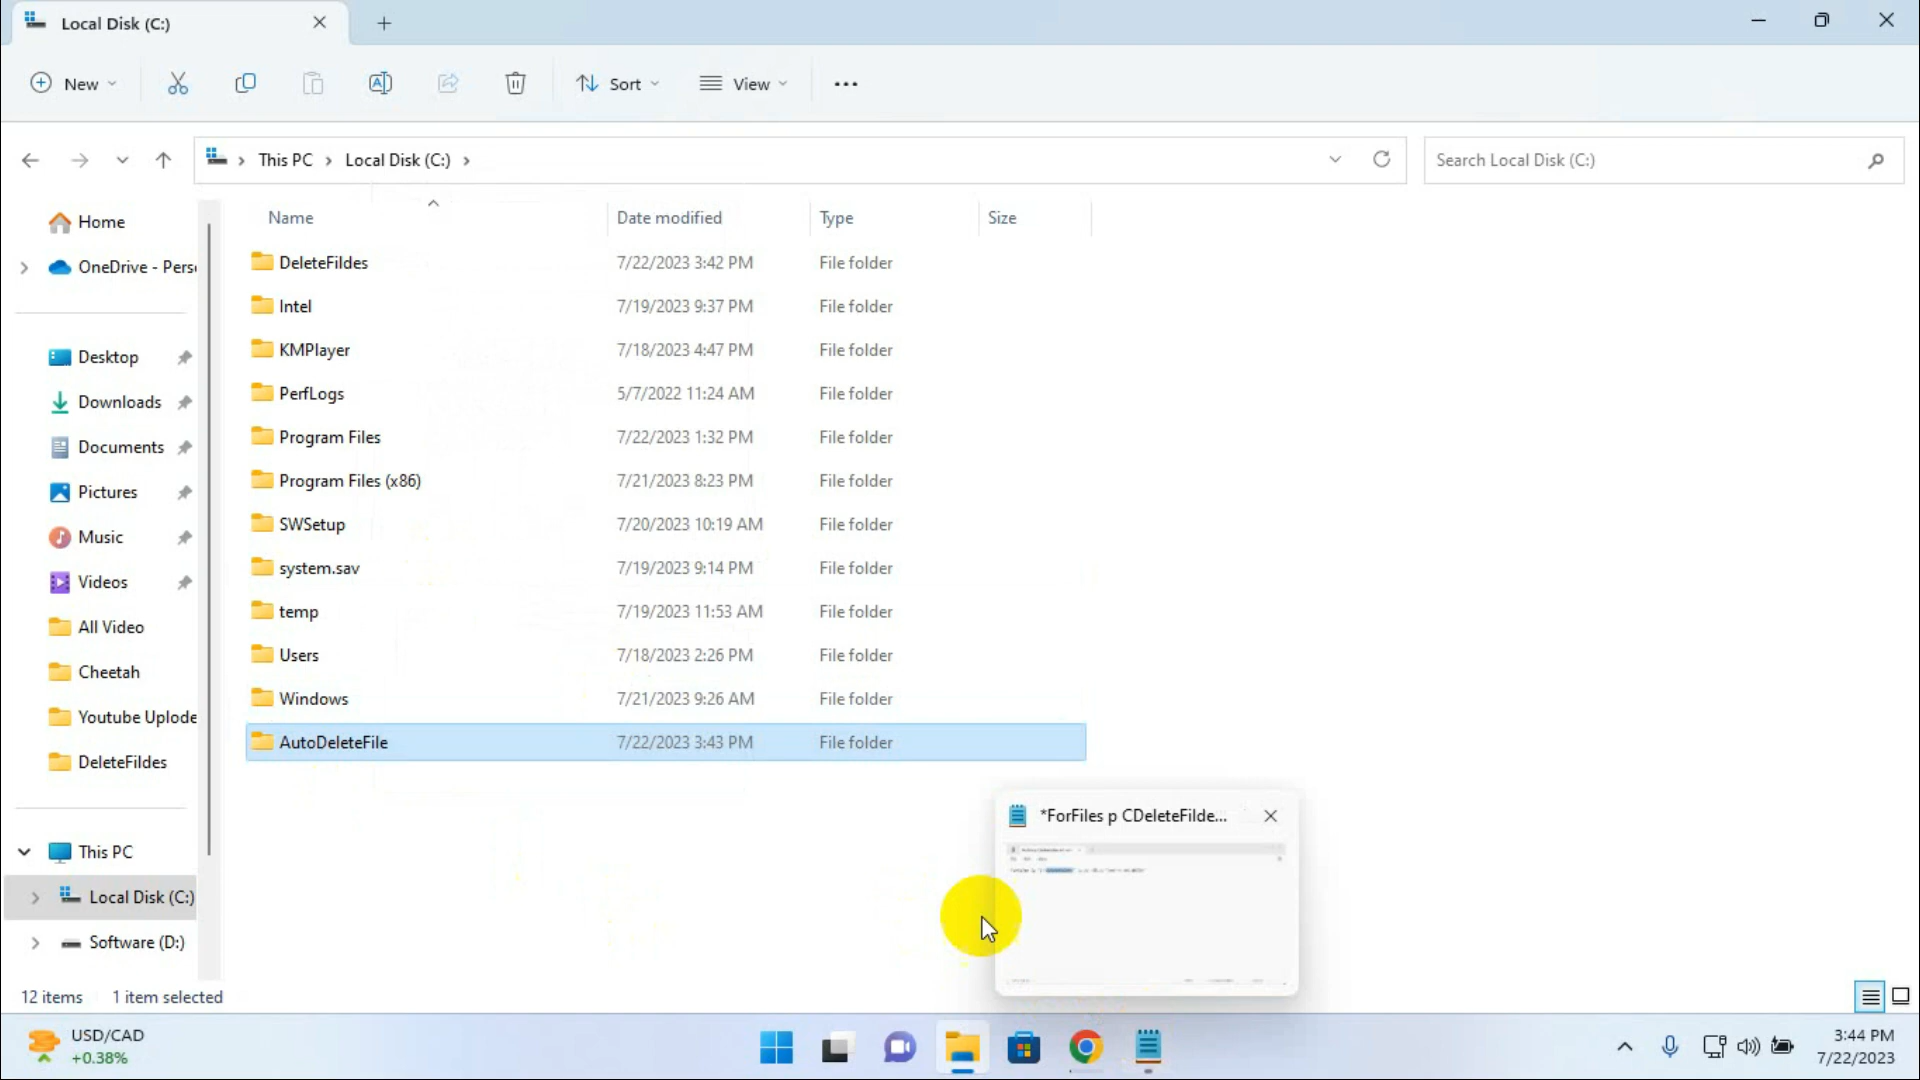 Local Disk (C:)
New
Sort
View
This PC
Local Disk (C:)
Search Local Disk (C:)
Name
Date modified
Type
Size
Home
OneDrive - Pers
Desktop
Downloads
Documents
Pictures
Music
Videos
All Video
Cheetah
Youtube Uplode
DeleteFildes
This PC
Local Disk (C:)
Software (D:)
DeleteFildes 7/22/2023 3:42 PM File folder
Intel 7/19/2023 9:37 PM File folder
KMPlayer 7/18/2023 4:47 PM File folder
PerfLogs 5/7/2022 11:24 AM File folder
Program Files 7/22/2023 1:32 PM File folder
Program Files (x86) 7/21/2023 8:23 PM File folder
SWSetup 7/20/2023 10:19 AM File folder
system.sav 7/19/2023 9:14 PM File folder
temp 7/19/2023 11:53 AM File folder
Users 7/18/2023 2:26 PM File folder
Windows 7/21/2023 9:26 AM File folder
AutoDeleteFile 7/22/2023 3:43 PM File folder
*ForFiles p CDeleteFilde...
12 items 1 item selected
USD/CAD
+0.38%
3:44 PM
7/22/2023